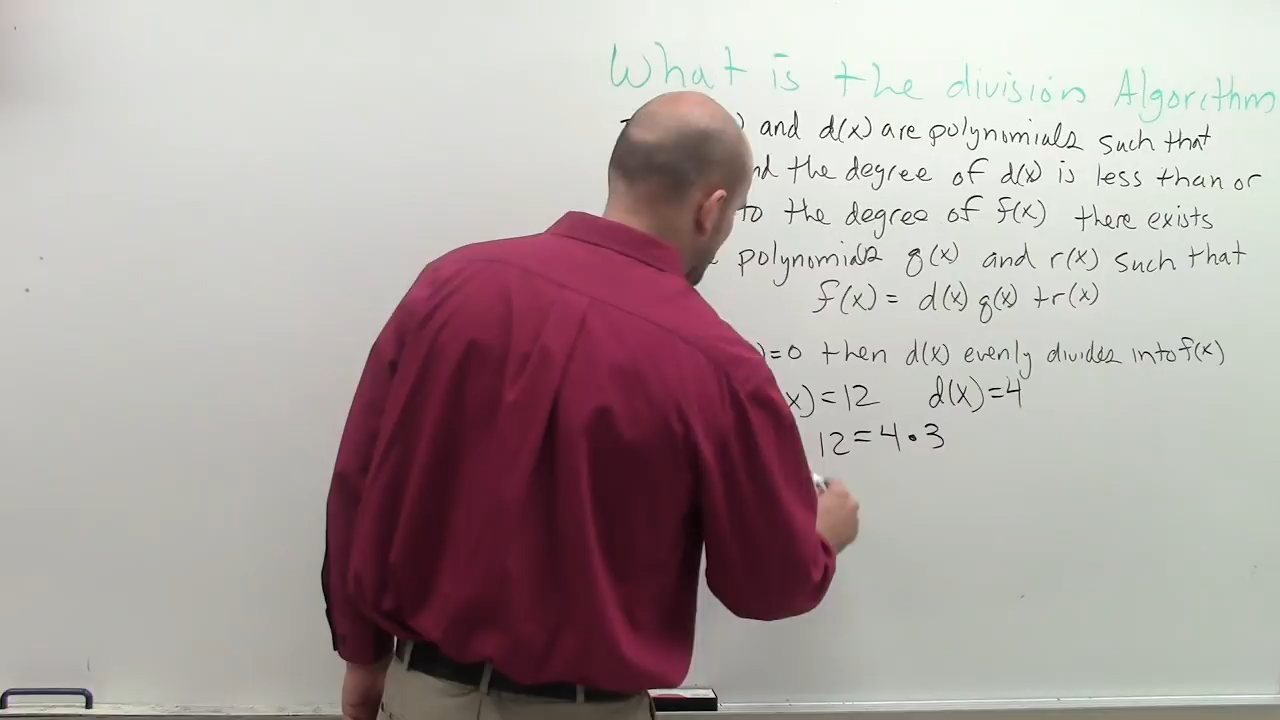 What is the division Algorithm
and d(x) are polynomials such that
the degree of d(x) is less than or
to the degree of f(x) there exists
polynomials q(x) and r(x) such that
f(x) = d(x) q(x) + r(x)
)=0 then d(x) evenly divides into f(x)
x)=12 d(x)=4
12=4•3